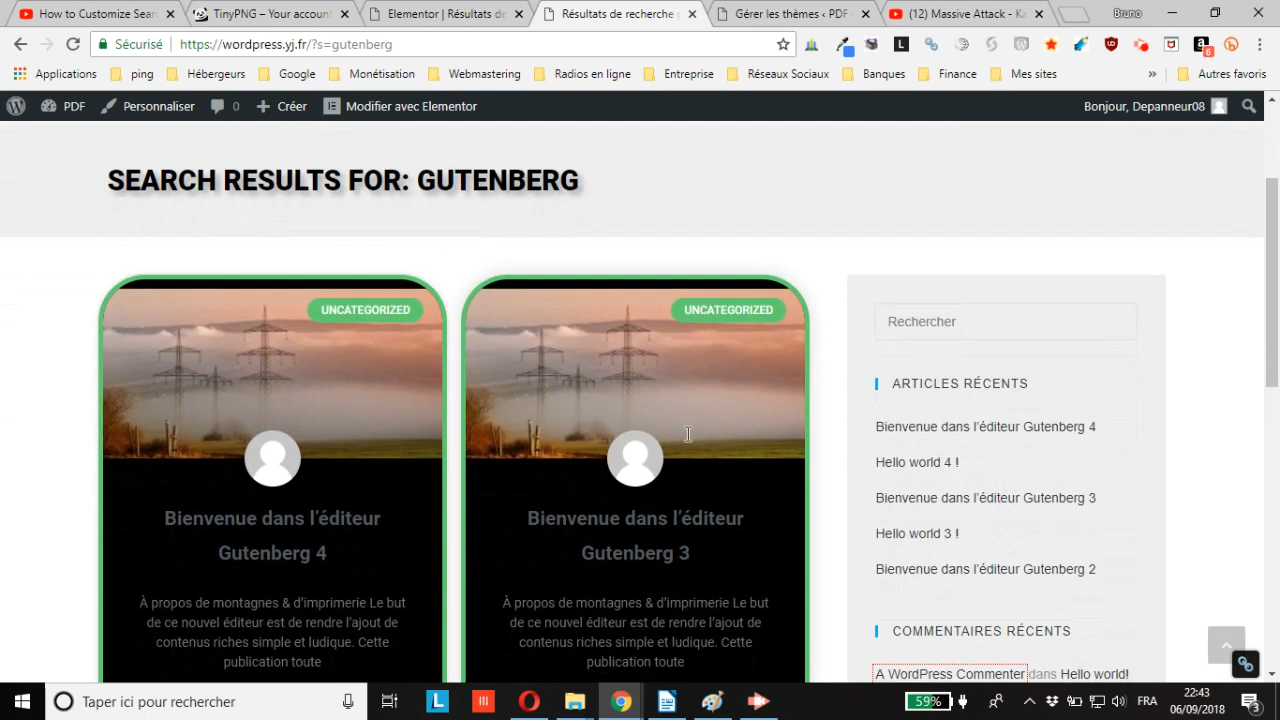 How to Customize Sear
TinyPNG – Your accoun
Elementor | Résultats de
Résultats de recherche
Gérer les thèmes ‹ PDF
(12) Massive Attack - Ka
Bruno
Sécurisé
https://wordpress.yj.fr/?s=gutenberg
6
Applications
ping
Hébergeurs
Google
Monétisation
Webmastering
Radios en ligne
Entreprise
Réseaux Sociaux
Banques
Finance
Mes sites
»
Autres favoris
PDF
Personnaliser
0
Créer
Modifier avec Elementor
Bonjour, Depanneur08
SEARCH RESULTS FOR: GUTENBERG
UNCATEGORIZED
Bienvenue dans l’éditeur
Gutenberg 4
À propos de montagnes & d’imprimerie Le but
de ce nouvel éditeur est de rendre l’ajout de
contenus riches simple et ludique. Cette
publication toute
UNCATEGORIZED
Bienvenue dans l’éditeur
Gutenberg 3
À propos de montagnes & d’imprimerie Le but
de ce nouvel éditeur est de rendre l’ajout de
contenus riches simple et ludique. Cette
publication toute
Rechercher
ARTICLES RÉCENTS
Bienvenue dans l’éditeur Gutenberg 4
Hello world 4 !
Bienvenue dans l’éditeur Gutenberg 3
Hello world 3 !
Bienvenue dans l’éditeur Gutenberg 2
COMMENTAIRES RÉCENTS
A WordPress Commenter dans Hello world!
Taper ici pour rechercher
59%
FRA
22:43
06/09/2018
3